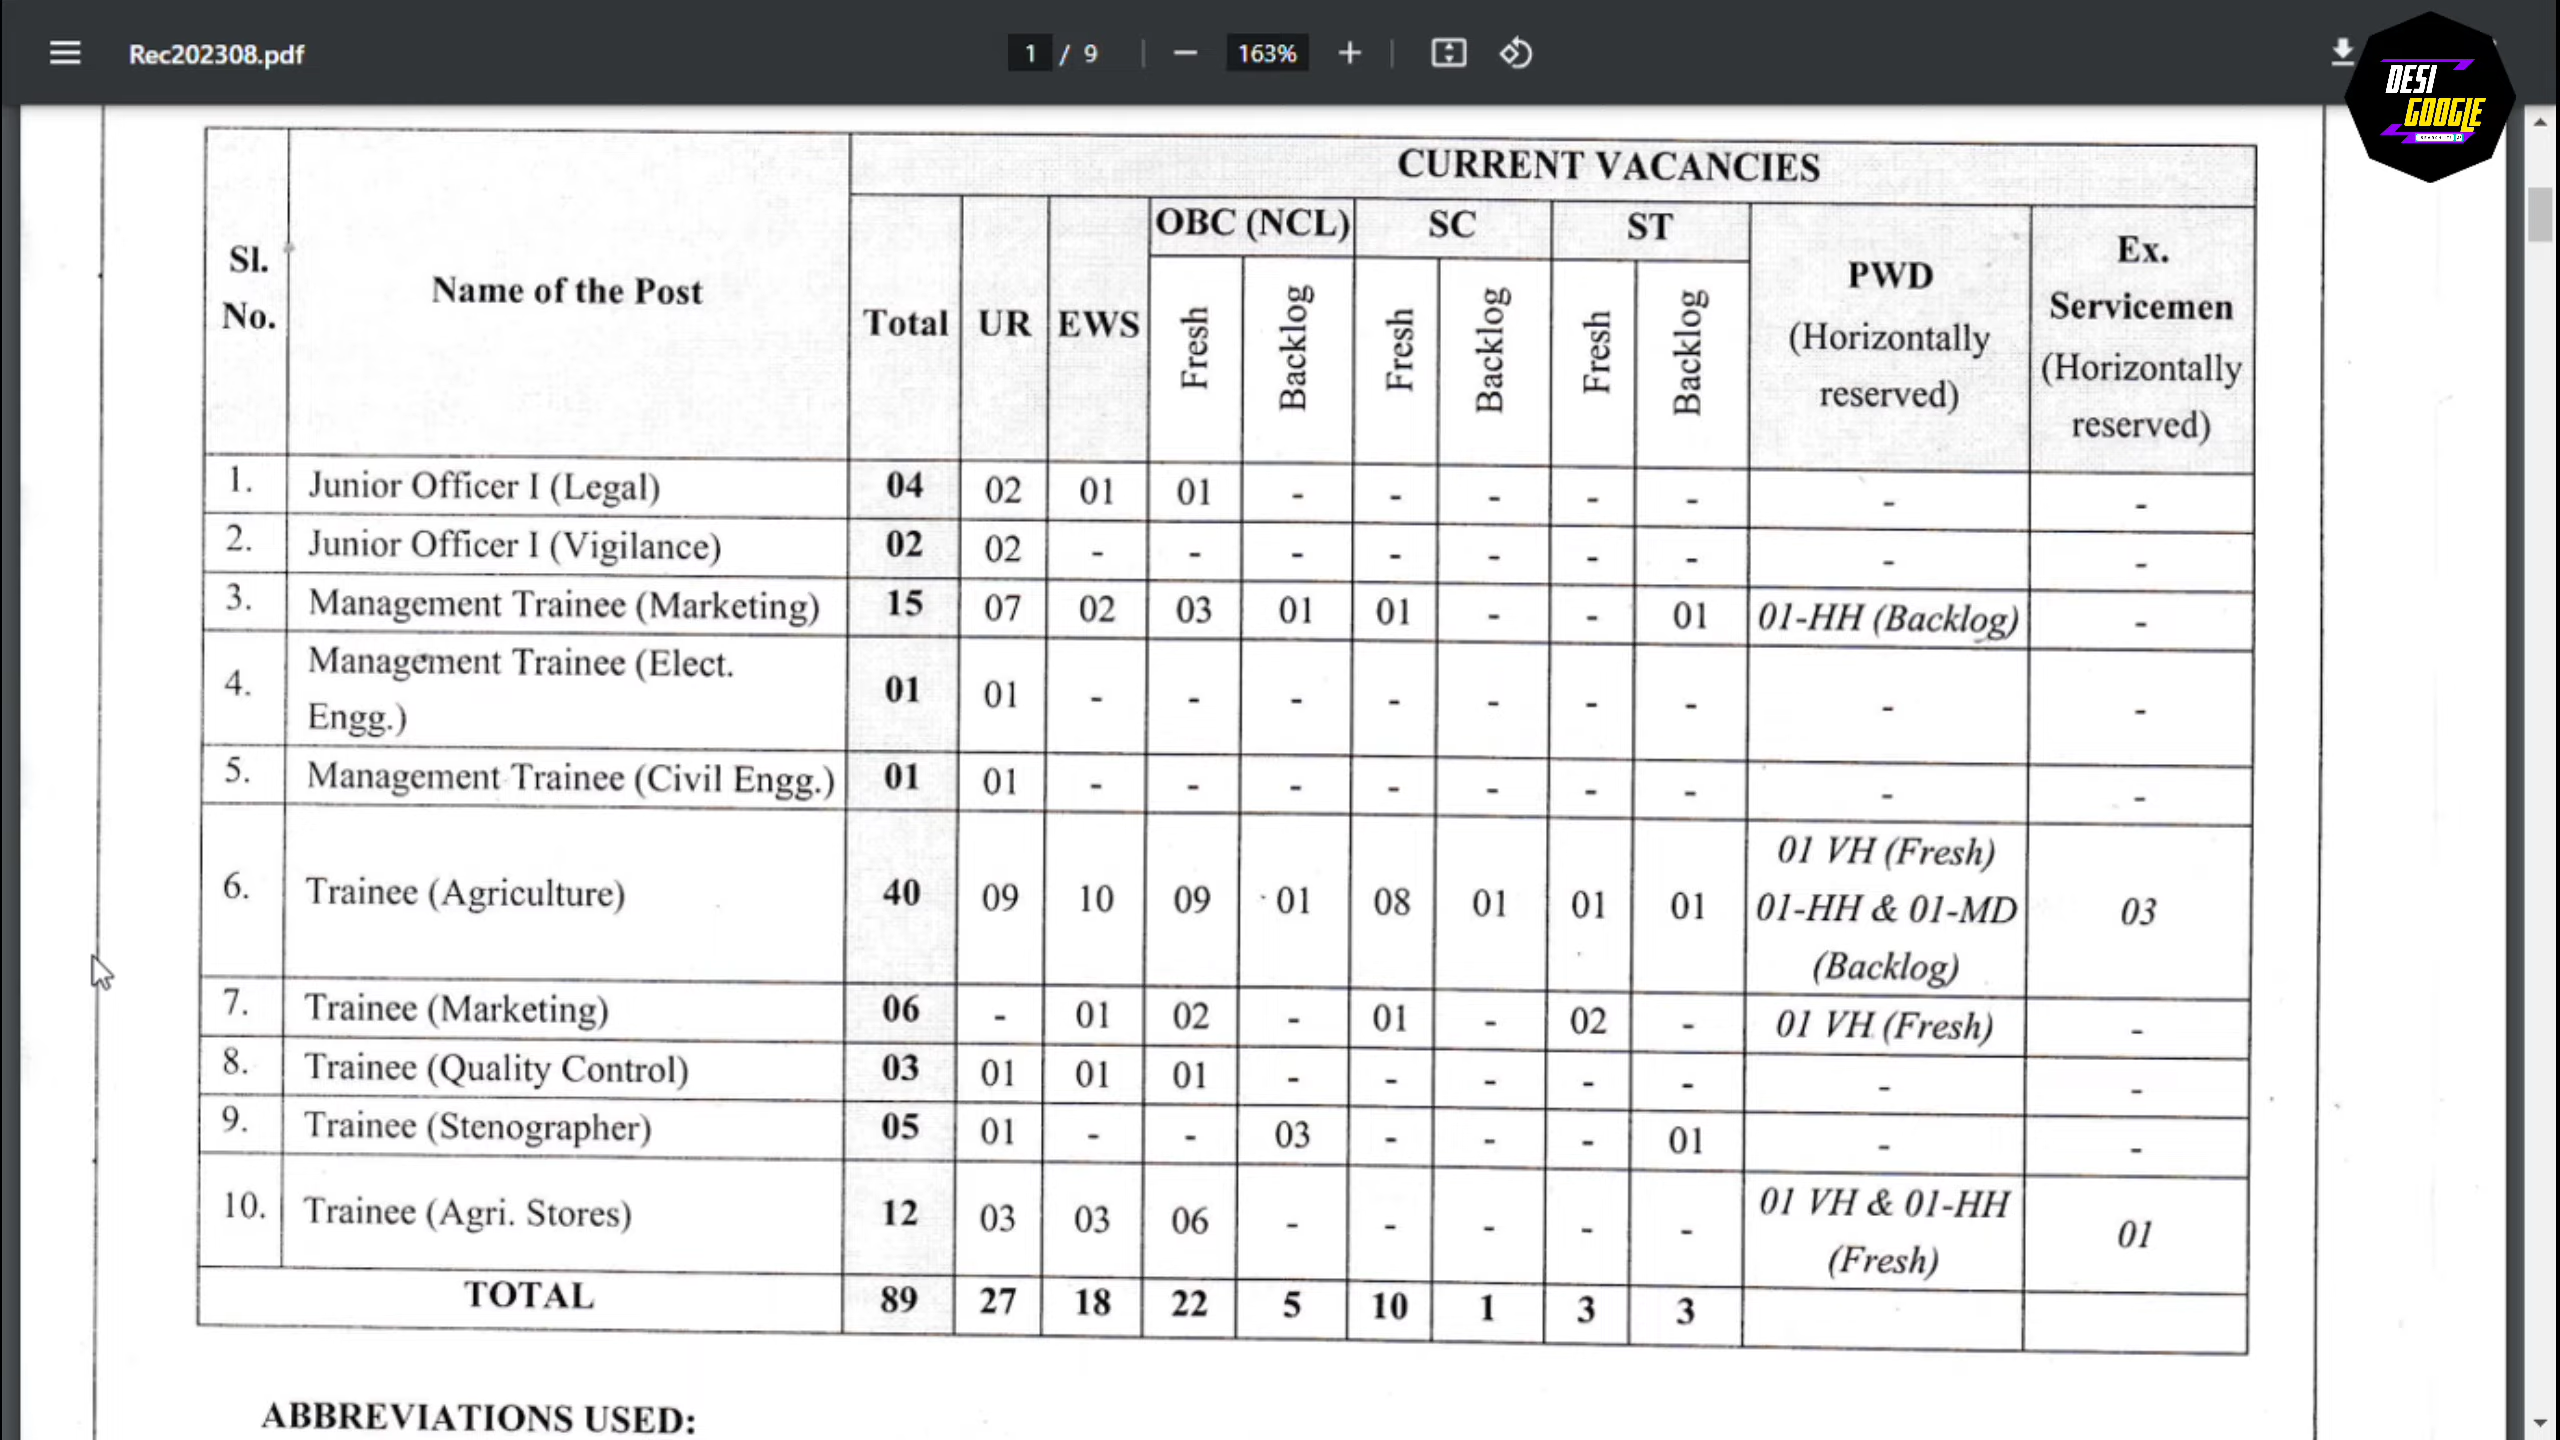 Rec202308.pdf
1 / 9
163%
DESI
GOOGLE
CURRENT VACANCIES
Sl. No.
Name of the Post
Total
UR
EWS
OBC (NCL)
SC
ST
PWD
(Horizontally
reserved)
Ex.
Servicemen
(Horizontally
reserved)
Fresh
Backlog
Fresh
Backlog
Fresh
Backlog
1. Junior Officer I (Legal) 04 02 01 01 - - - - - - -
2. Junior Officer I (Vigilance) 02 02 - - - - - - - - -
3. Management Trainee (Marketing) 15 07 02 03 01 01 - - 01 01-HH (Backlog) -
4. Management Trainee (Elect.
Engg.) 01 01 - - - - - - - - -
5. Management Trainee (Civil Engg.) 01 01 - - - - - - - - -
6. Trainee (Agriculture) 40 09 10 09 01 08 01 01 01 01 VH (Fresh)
01-HH & 01-MD
(Backlog) 03
7. Trainee (Marketing) 06 - 01 02 - 01 - 02 - 01 VH (Fresh) -
8. Trainee (Quality Control) 03 01 01 01 - - - - - - -
9. Trainee (Stenographer) 05 01 - - 03 - - - 01 - -
10. Trainee (Agri. Stores) 12 03 03 06 - - - - - 01 VH & 01-HH
(Fresh) 01
TOTAL 89 27 18 22 5 10 1 3 3
ABBREVIATIONS USED: